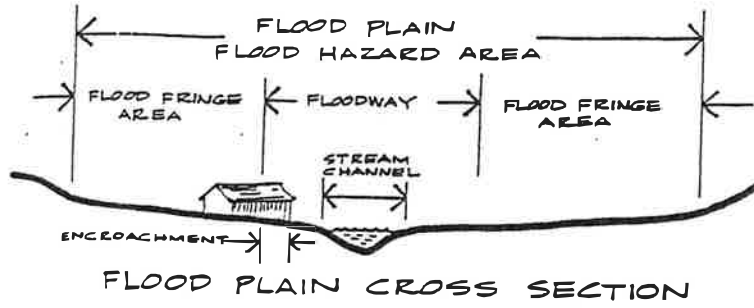 FLOOD PLAIN
FLOOD HAZARD AREA
FLOOD FRINGE
AREA
FLOODWAY
FLOOD FRINGE
AREA
STREAM
CHANNEL
ENCROACHMENT
FLOOD PLAIN CROSS SECTION